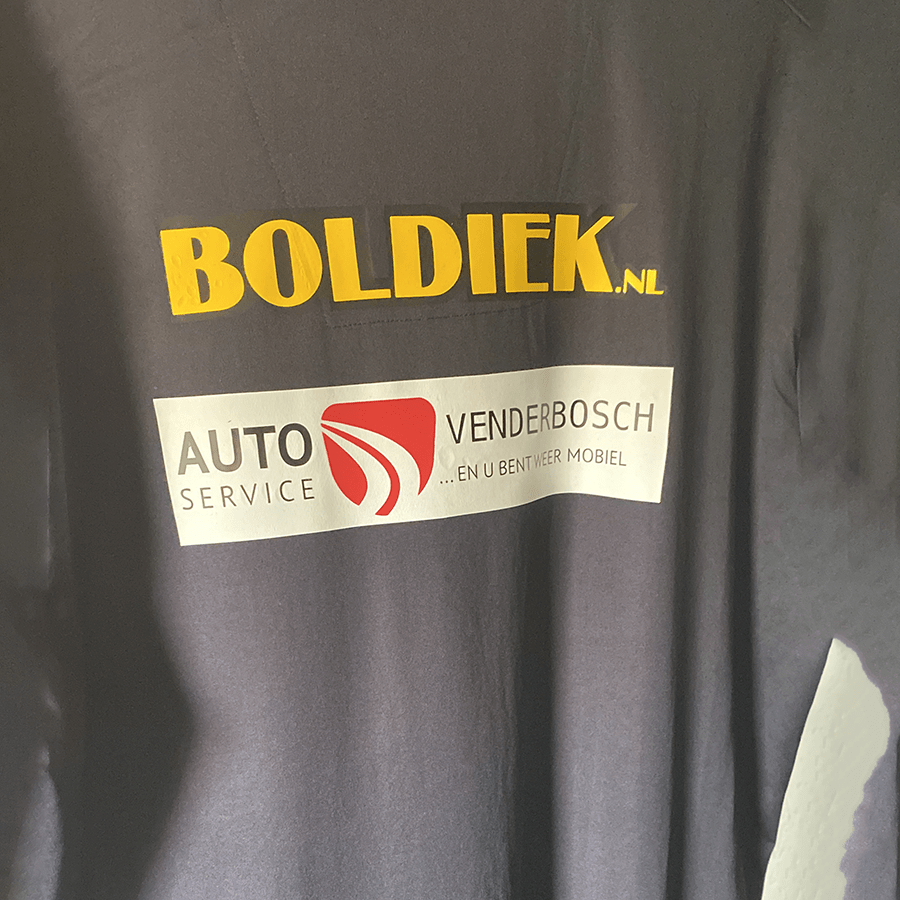 BOLDIEK.NL
AUTO
SERVICE
VENDERBOSCH
...EN U BENT WEER MOBIEL